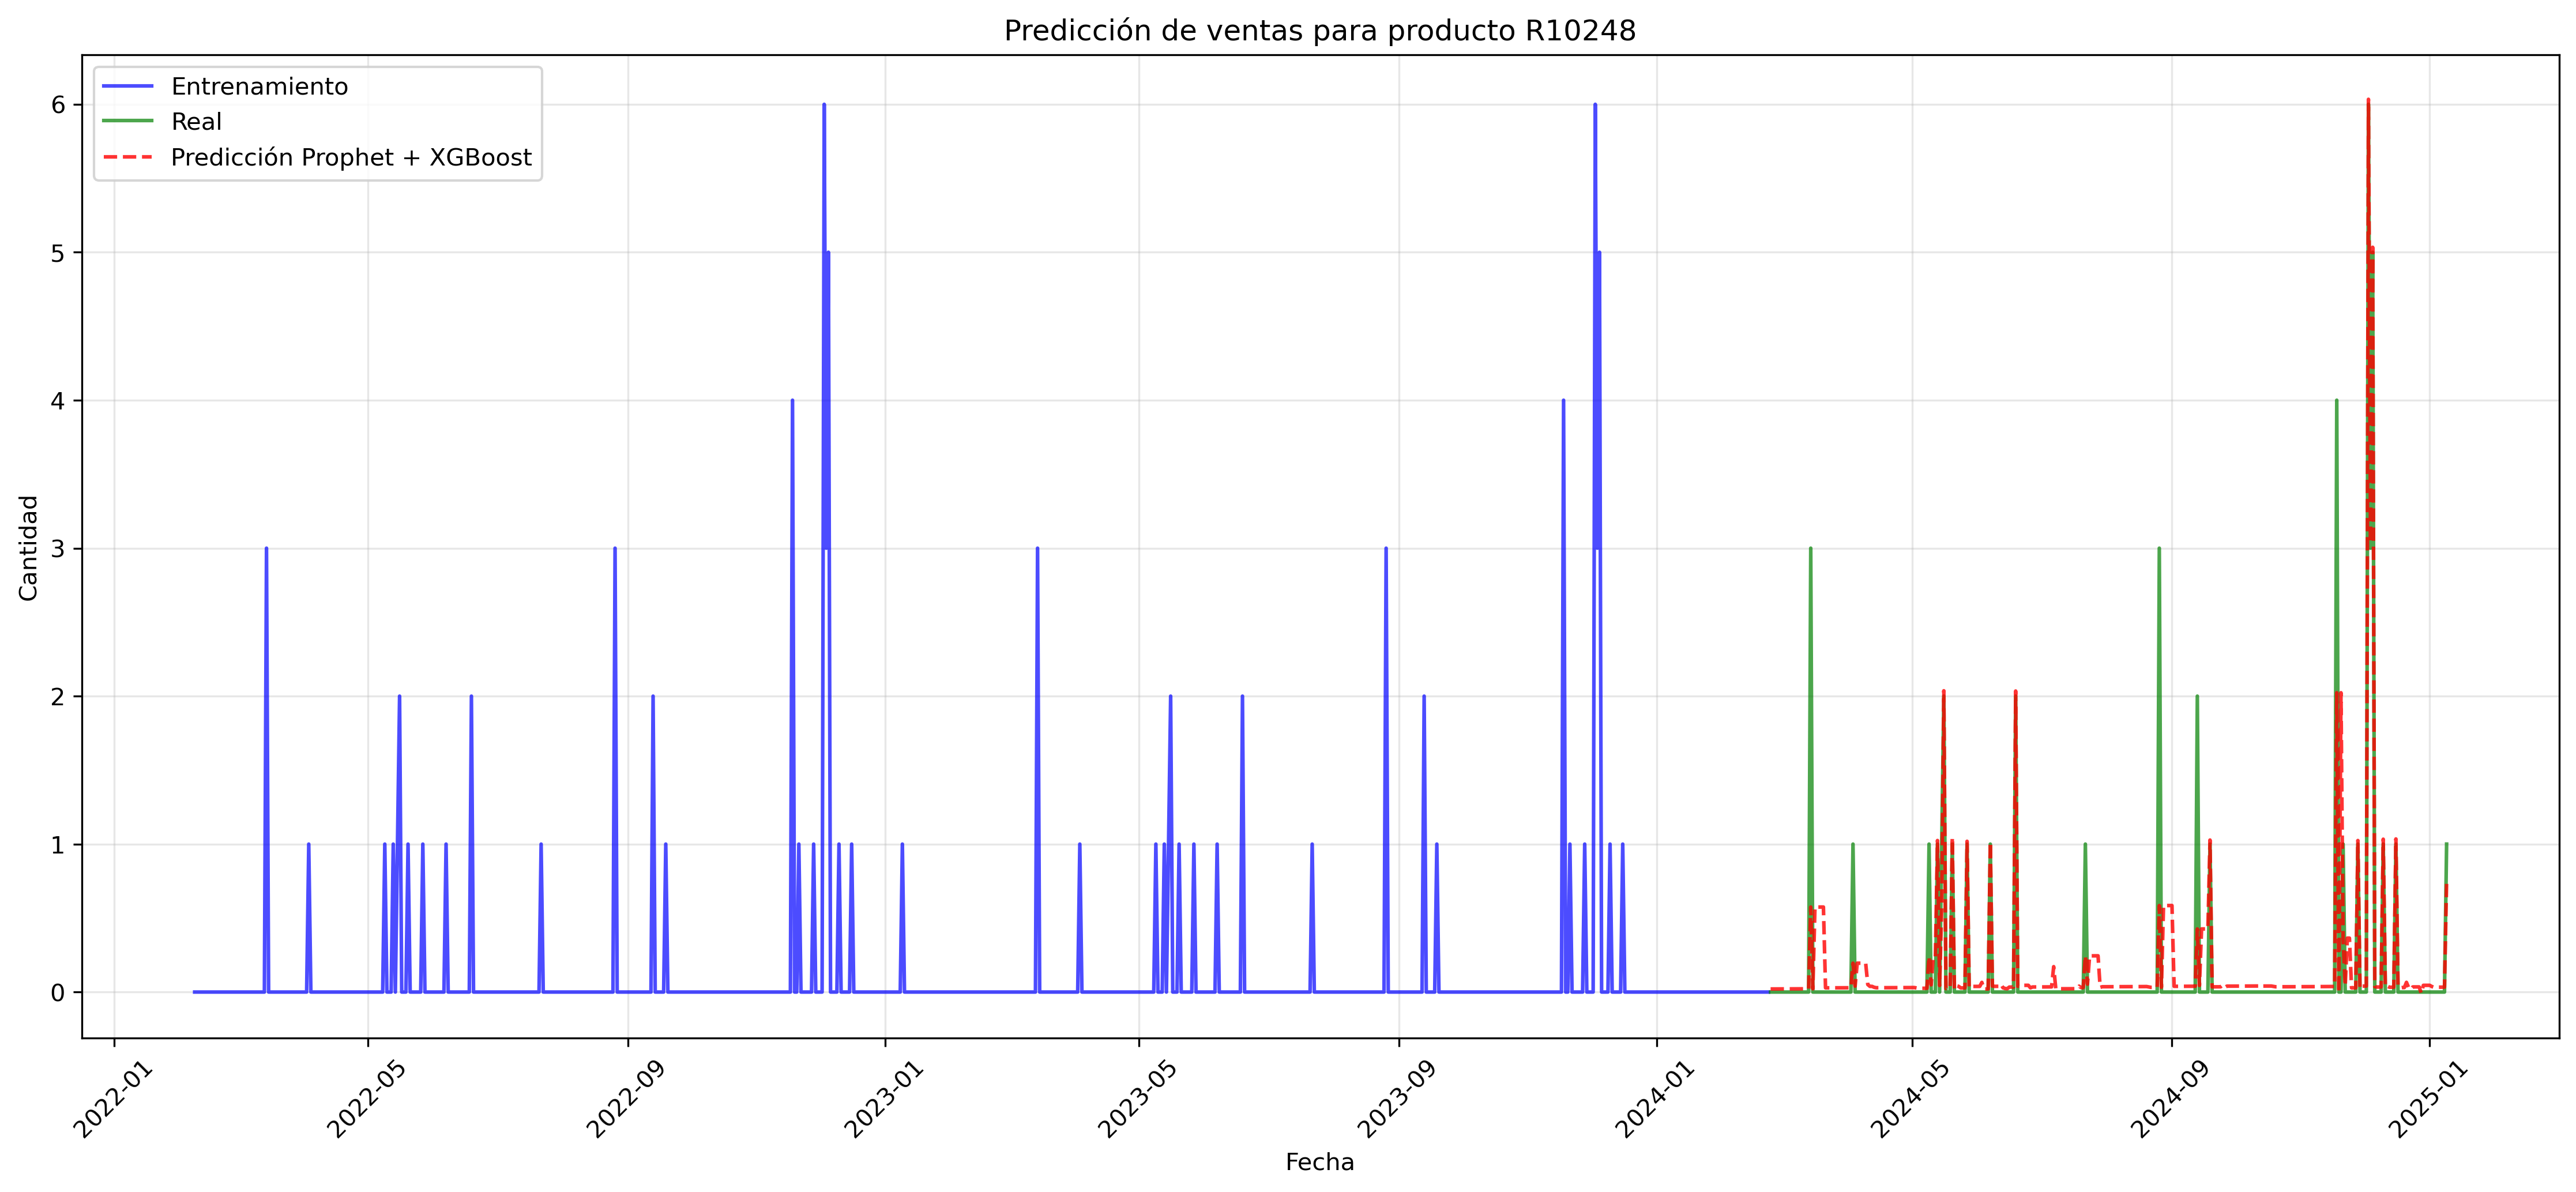 Predicción de ventas para producto R10248
Entrenamiento
Real
Predicción Prophet + XGBoost
Cantidad
6
5
4
3
2
1
0
2022-01
2022-05
2022-09
2023-01
2023-05
2023-09
2024-01
2024-05
2024-09
2025-01
Fecha